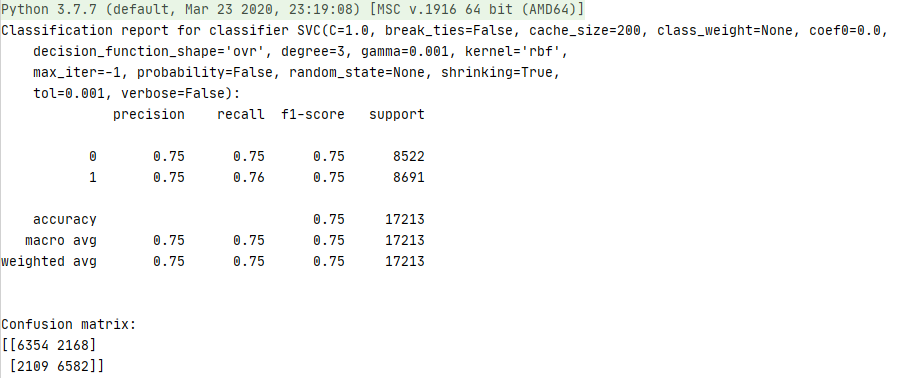 Python 3.7.7 (default, Mar 23 2020, 23:19:08) [MSC v.1916 64 bit (AMD64)]
Classification report for classifier SVC(C=1.0, break_ties=False, cache_size=200, class_weight=None, coef0=0.0,
    decision_function_shape='ovr', degree=3, gamma=0.001, kernel='rbf',
    max_iter=-1, probability=False, random_state=None, shrinking=True,
    tol=0.001, verbose=False):
              precision    recall  f1-score   support

           0       0.75      0.75      0.75      8522
           1       0.75      0.76      0.75      8691

    accuracy                           0.75     17213
   macro avg       0.75      0.75      0.75     17213
weighted avg       0.75      0.75      0.75     17213


Confusion matrix:
[[6354 2168]
 [2109 6582]]